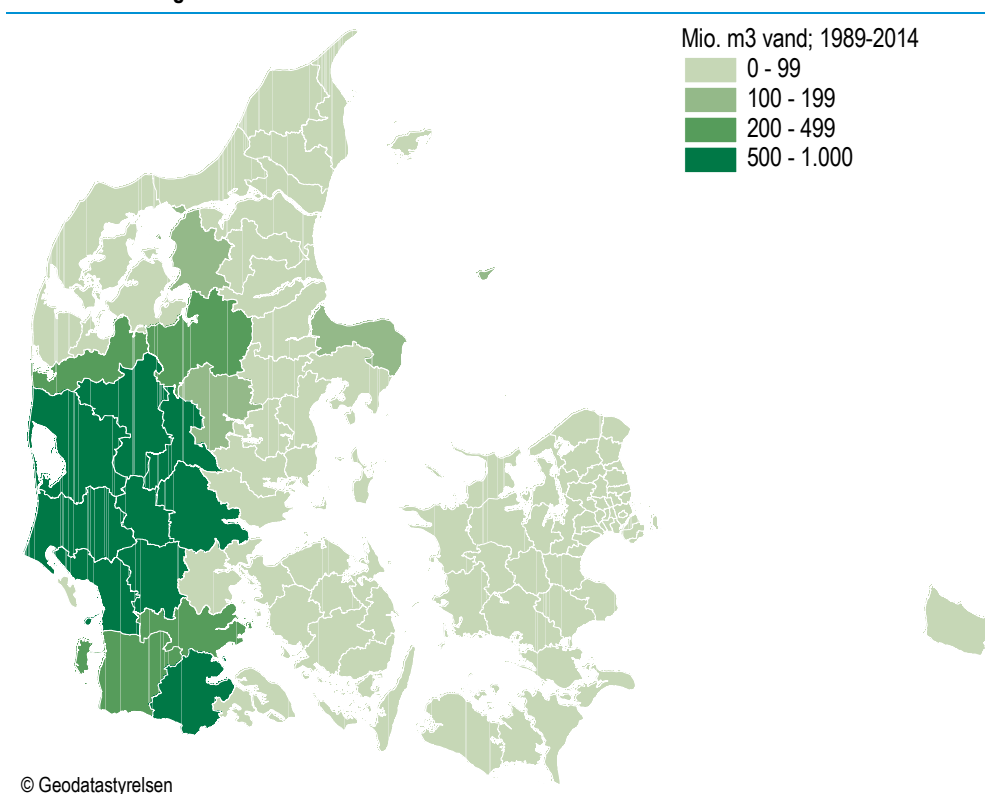 Mio. m3 vand; 1989-2014
0 - 99
100 - 199
200 - 499
500 - 1.000
© Geodatastyrelsen